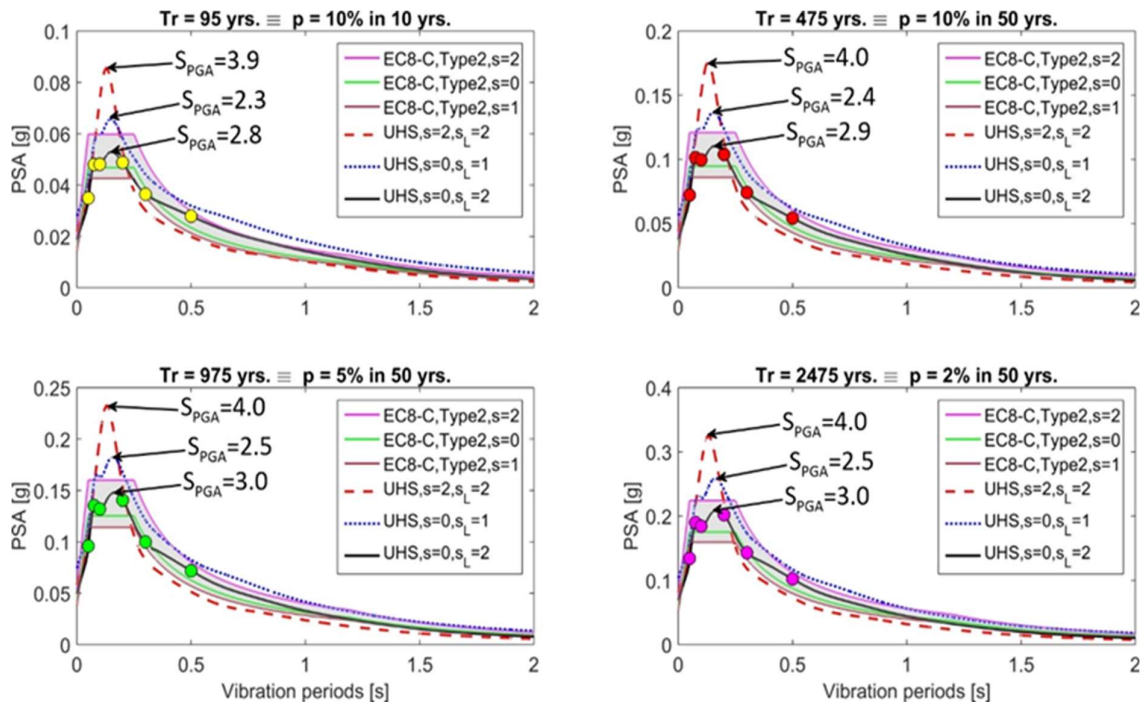 Tr = 95 yrs. ≡ p = 10% in 10 yrs.
PSA [g]
0.1
0.08
0.06
0.04
0.02
0
S_PGA=3.9
S_PGA=2.3
S_PGA=2.8
EC8-C,Type2,s=2
EC8-C,Type2,s=0
EC8-C,Type2,s=1
UHS,s=2,s_L=2
UHS,s=0,s_L=1
UHS,s=0,s_L=2
0 0.5 1 1.5 2
Tr = 475 yrs. ≡ p = 10% in 50 yrs.
PSA [g]
0.2
0.15
0.1
0.05
0
S_PGA=4.0
S_PGA=2.4
S_PGA=2.9
EC8-C,Type2,s=2
EC8-C,Type2,s=0
EC8-C,Type2,s=1
UHS,s=2,s_L=2
UHS,s=0,s_L=1
UHS,s=0,s_L=2
0 0.5 1 1.5 2
Tr = 975 yrs. ≡ p = 5% in 50 yrs.
PSA [g]
0.25
0.2
0.15
0.1
0.05
0
S_PGA=4.0
S_PGA=2.5
S_PGA=3.0
EC8-C,Type2,s=2
EC8-C,Type2,s=0
EC8-C,Type2,s=1
UHS,s=2,s_L=2
UHS,s=0,s_L=1
UHS,s=0,s_L=2
0 0.5 1 1.5 2
Vibration periods [s]
Tr = 2475 yrs. ≡ p = 2% in 50 yrs.
PSA [g]
0.4
0.3
0.2
0.1
0
S_PGA=4.0
S_PGA=2.5
S_PGA=3.0
EC8-C,Type2,s=2
EC8-C,Type2,s=0
EC8-C,Type2,s=1
UHS,s=2,s_L=2
UHS,s=0,s_L=1
UHS,s=0,s_L=2
0 0.5 1 1.5 2
Vibration periods [s]